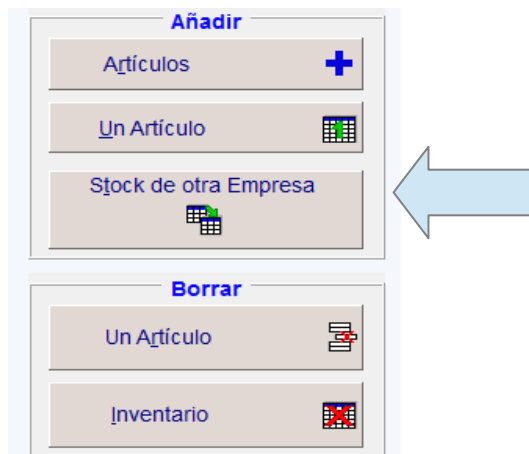 Añadir
Artículos
Un Artículo
Stock de otra Empresa
Borrar
Un Artículo
Inventario